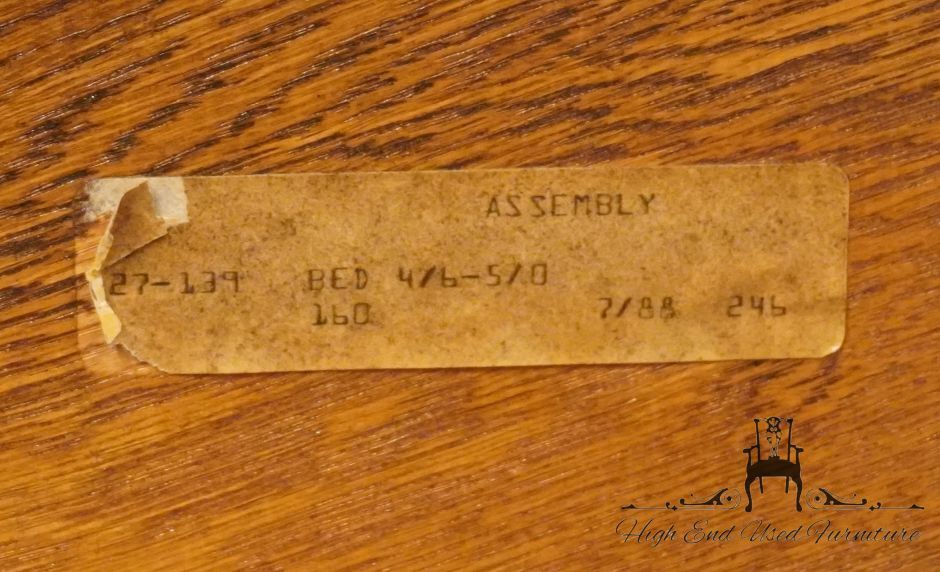 ASSEMBLY
27-139 BED 4/6-5/0
160 7/88 246
High End Used Furniture